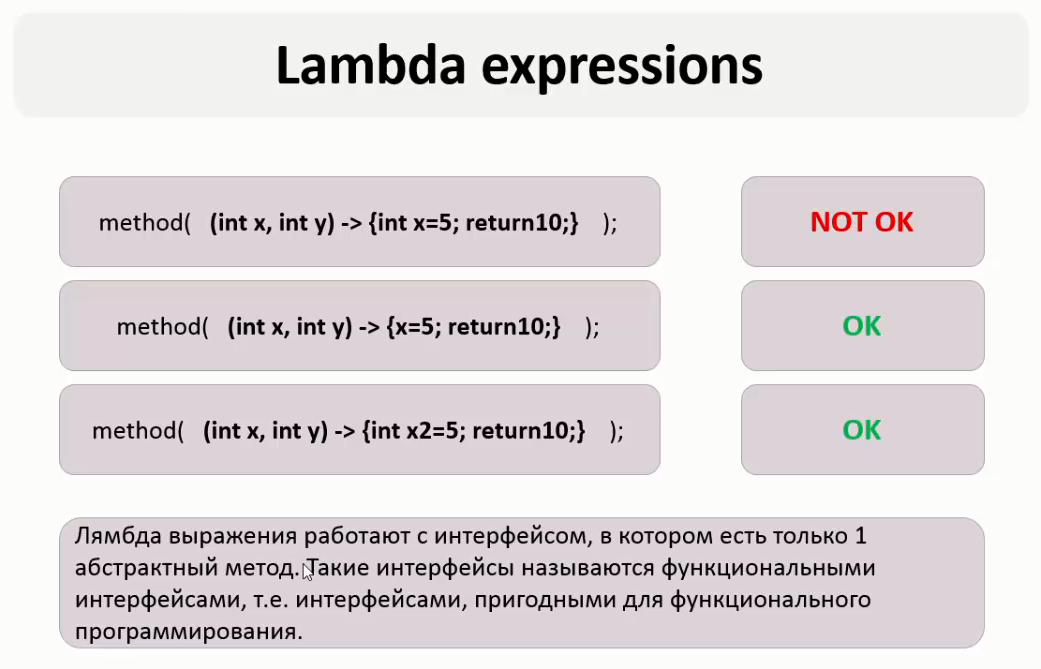 Lambda expressions
method( (int x, int y) -> {int x=5; return10;} );
NOT OK
method( (int x, int y) -> {x=5; return10;} );
OK
method( (int x, int y) -> {int x2=5; return10;} );
OK
Лямбда выражения работают с интерфейсом, в котором есть только 1
абстрактный метод. Такие интерфейсы называются функциональными
интерфейсами, т.е. интерфейсами, пригодными для функционального
программирования.